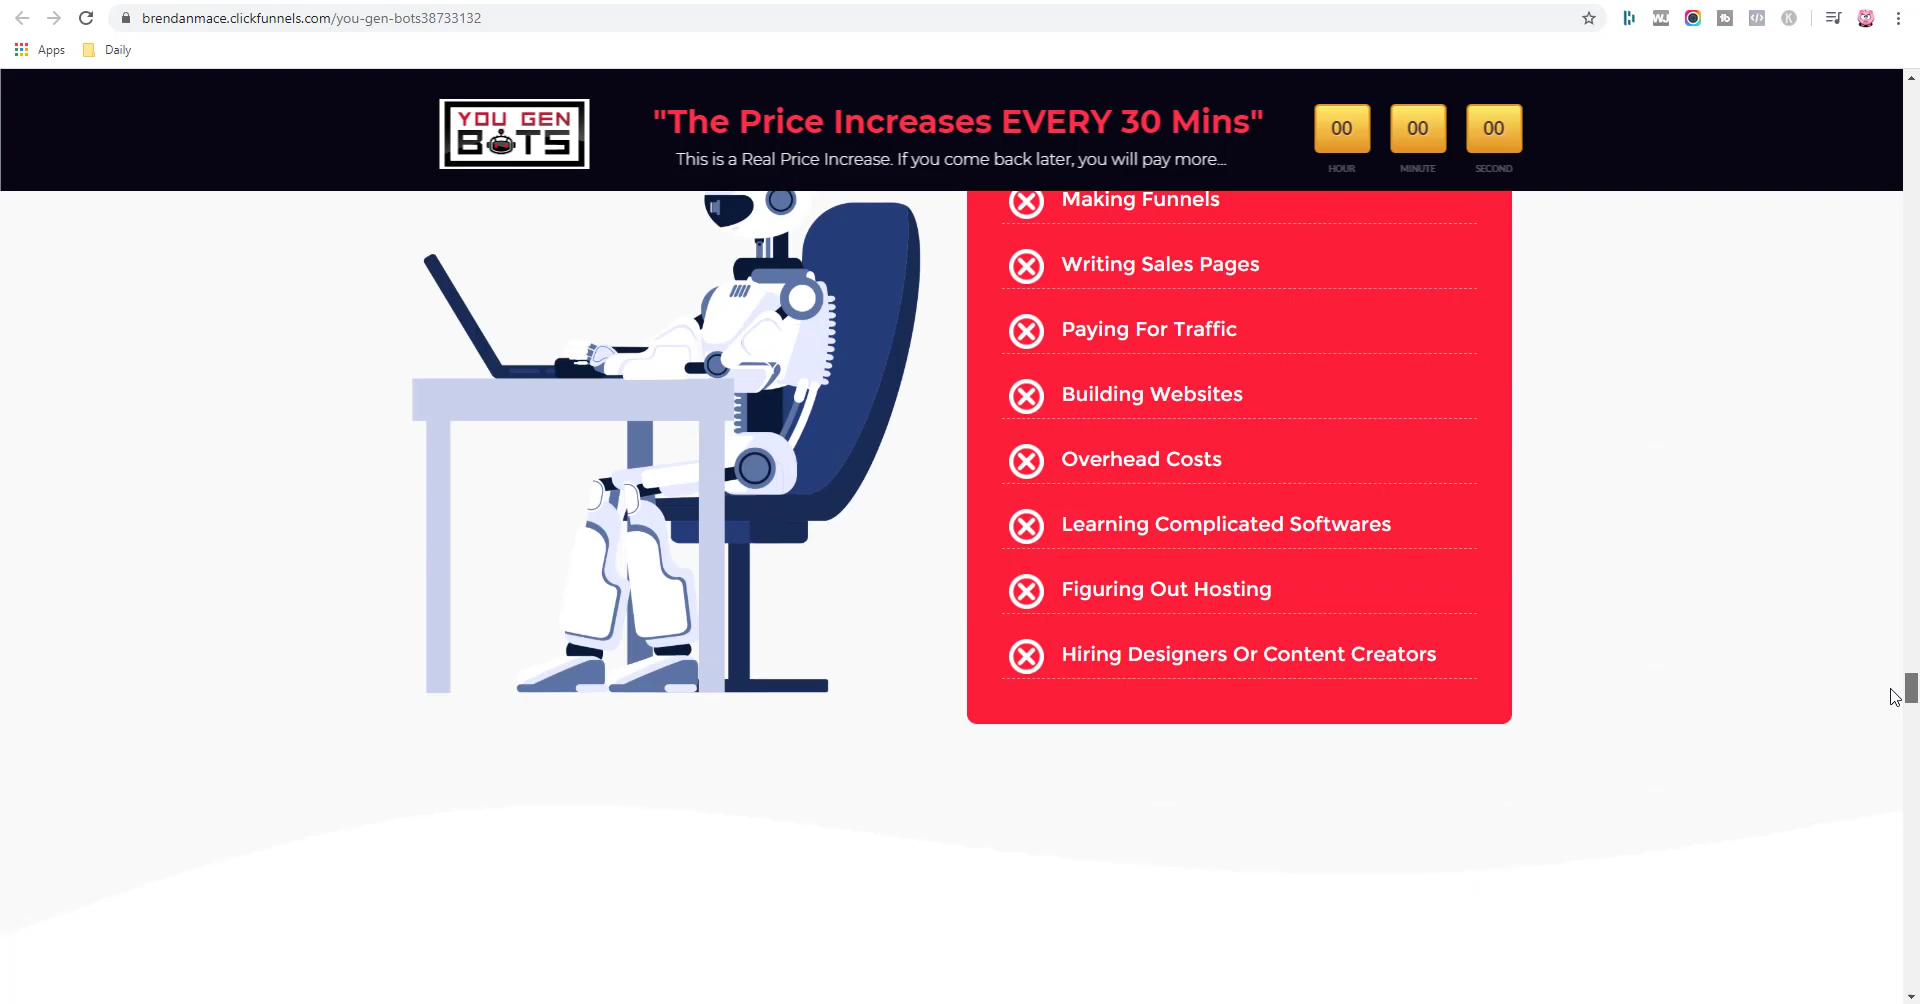 brendanmace.clickfunnels.com/you-gen-bots38733132
Apps
Daily
YOU GEN
BOTS
"The Price Increases EVERY 30 Mins"
This is a Real Price Increase. If you come back later, you will pay more...
00 00 00
HOUR MINUTE SECOND
Making Funnels
Writing Sales Pages
Paying For Traffic
Building Websites
Overhead Costs
Learning Complicated Softwares
Figuring Out Hosting
Hiring Designers Or Content Creators